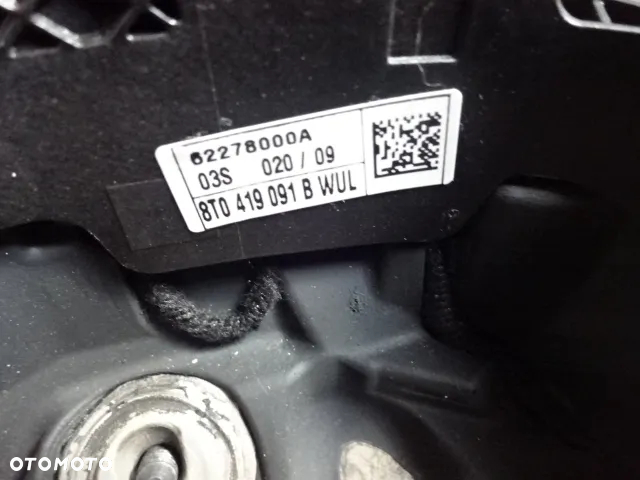 62278000A
03S 020 / 09
8T0 419 091 B WUL
OTOMOTO